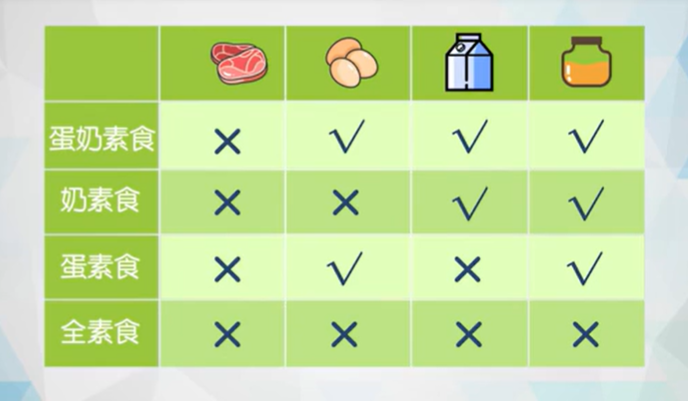 蛋奶素食 × √ √ √
奶素食 × × √ √
蛋素食 × √ × √
全素食 × × × ×